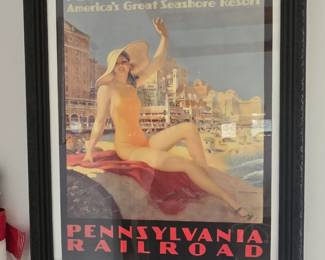 America's Great Seashore Resort
PENNSYLVANIA
RAILROAD